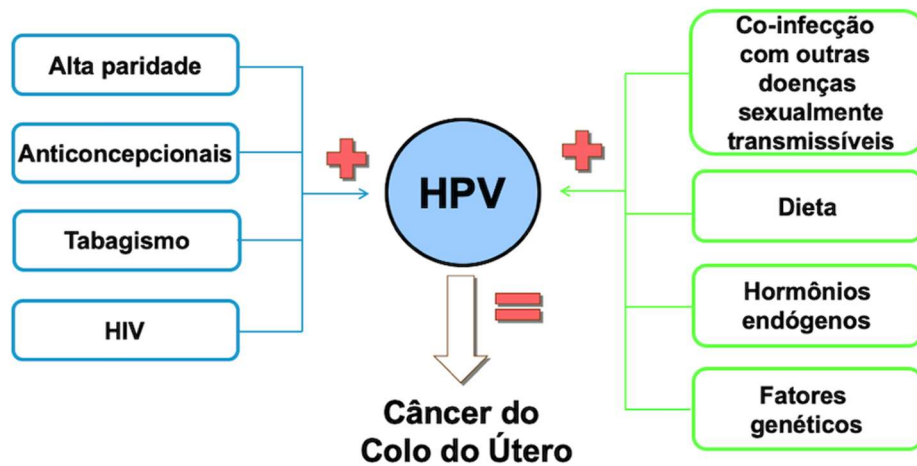 Alta paridade
Anticoncepcionais
Tabagismo
HIV
HPV
Câncer do
Colo do Útero
Co-infecção
com outras
doenças
sexualmente
transmissíveis
Dieta
Hormônios
endógenos
Fatores
genéticos